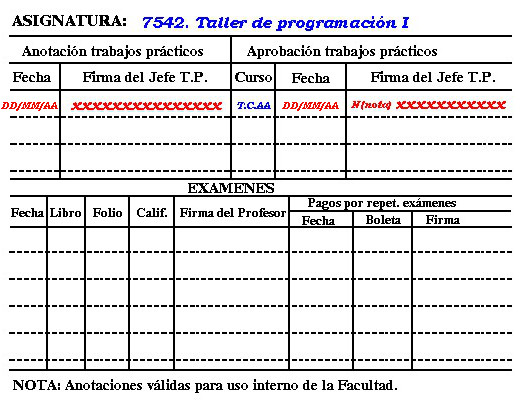 ASIGNATURA: 7542. Taller de programación I
Anotación trabajos prácticos Aprobación trabajos prácticos
Fecha Firma del Jefe T.P. Curso Fecha Firma del Jefe T.P.
DD/MM/AA XXXXXXXXXXXXXXX T.C.AA DD/MM/AA N(nota) XXXXXXXXXXX
EXAMENES
Fecha Libro Folio Calif. Firma del Profesor Pagos por repet. exámenes
Fecha Boleta Firma
NOTA: Anotaciones válidas para uso interno de la Facultad.